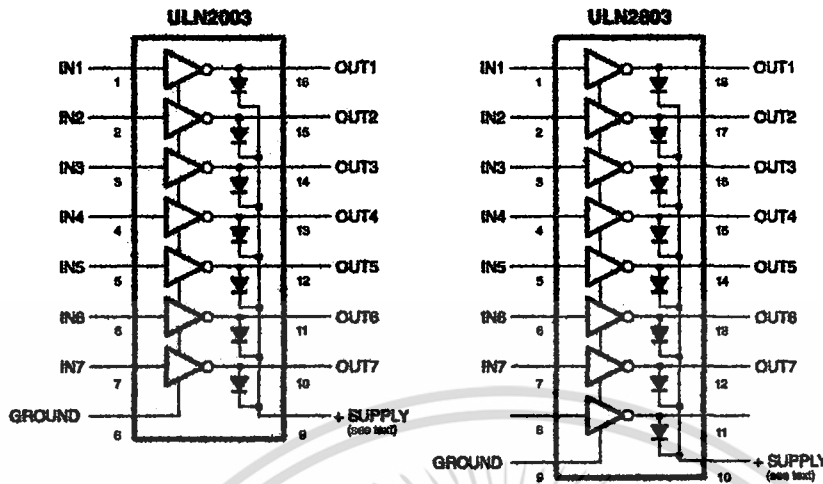 ULN2003
IN1 1 16 OUT1
IN2 2 15 OUT2
IN3 3 14 OUT3
IN4 4 13 OUT4
IN5 5 12 OUT5
IN6 6 11 OUT6
IN7 7 10 OUT7
GROUND 8 9 + SUPPLY
(see text)
ULN2803
IN1 1 18 OUT1
IN2 2 17 OUT2
IN3 3 16 OUT3
IN4 4 15 OUT4
IN5 5 14 OUT5
IN6 6 13 OUT6
IN7 7 12 OUT7
8 11
GROUND 9 10 + SUPPLY
(see text)